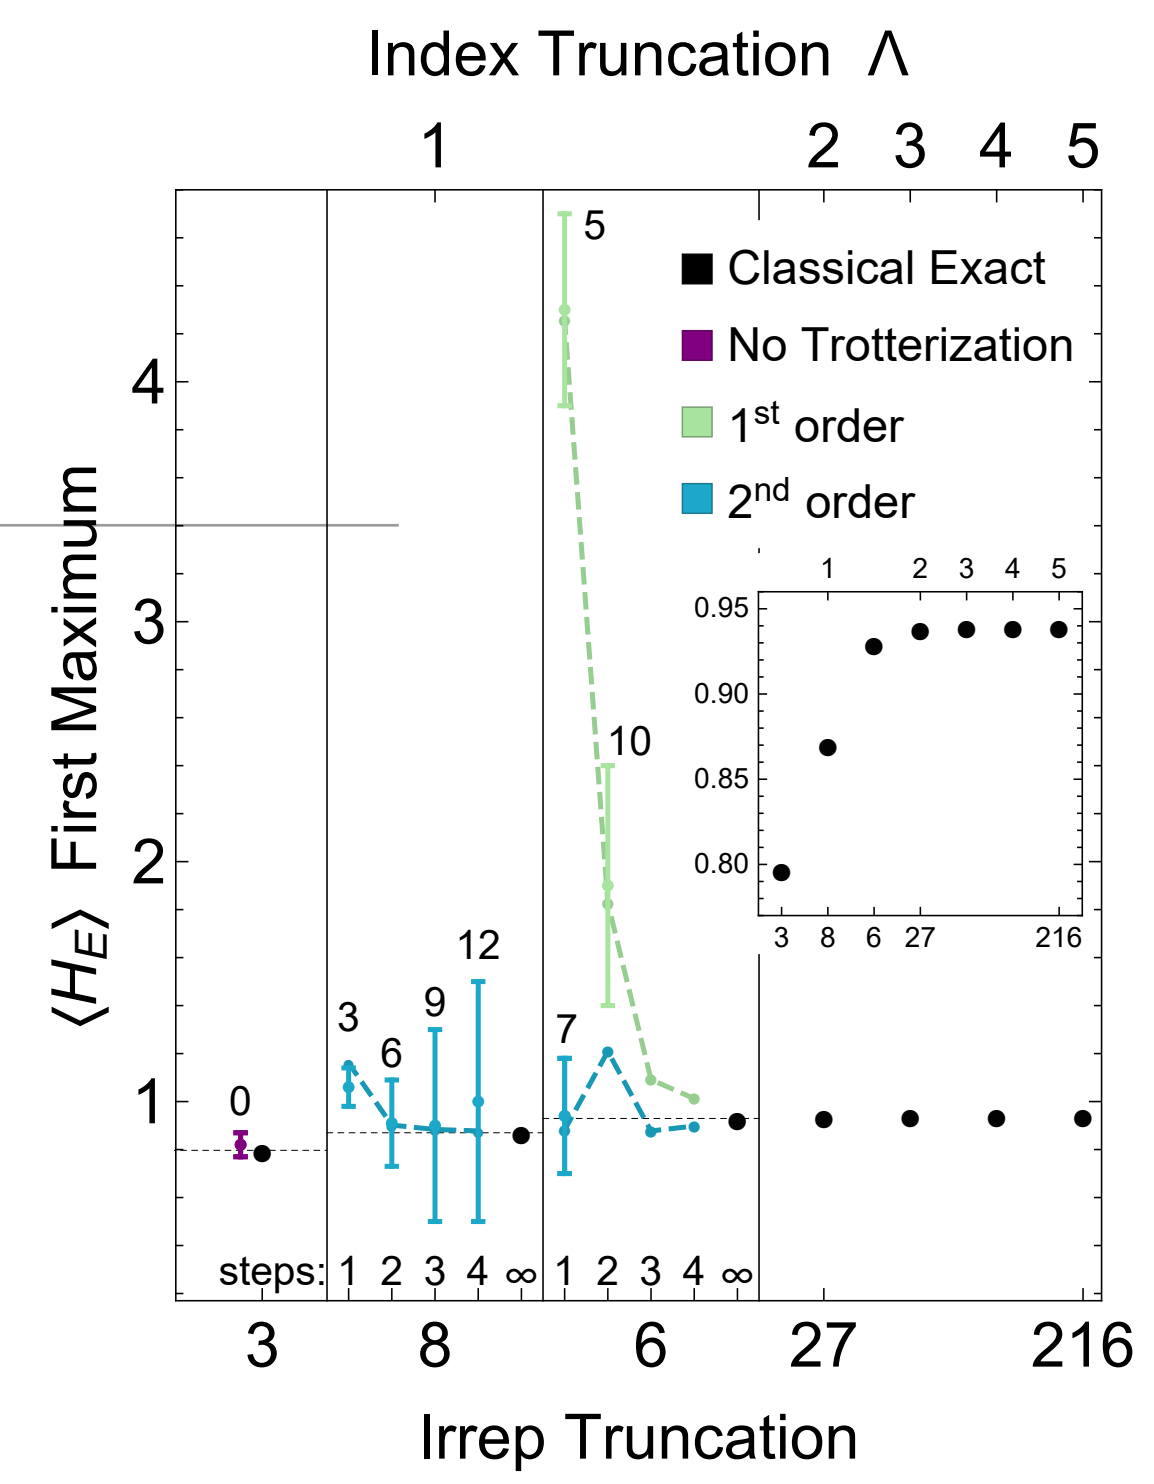 Index Truncation Λ
1 2 3 4 5
5
Classical Exact
No Trotterization
1st order
2nd order
4
3
2
1
⟨H_E⟩ First Maximum
10
12
9
3
6
7
0
1 2 3 4 5
0.95
0.90
0.85
0.80
3 8 6 27 216
steps: 1 2 3 4 ∞ 1 2 3 4 ∞
3 8 6 27 216
Irrep Truncation